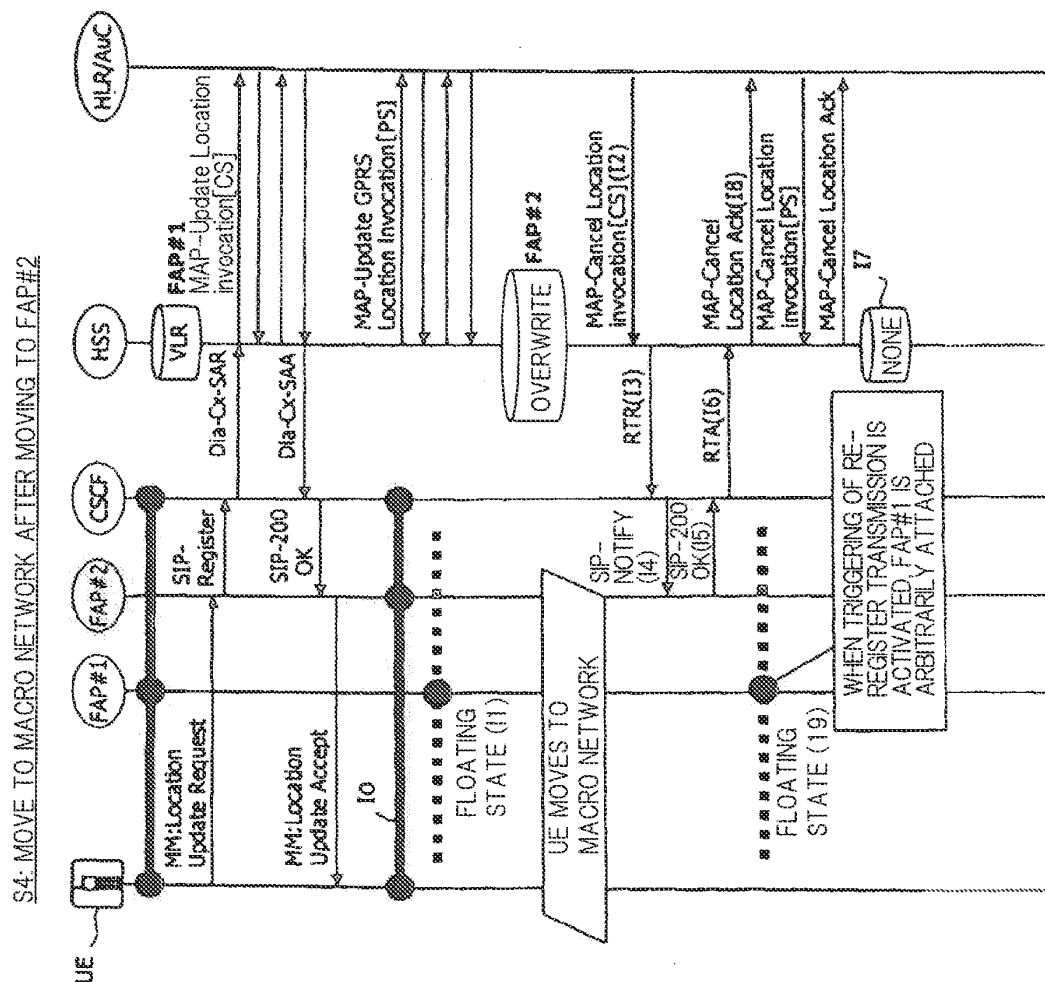 S4: MOVE TO MACRO NETWORK AFTER MOVING TO FAP#2
UE
FAP#1
FAP#2
CSCF
HSS
HLR/AuC
VLR
FAP#1
MAP-Update Location
invocation[CS]
MM:Location
Update Request
SIP-
Register
Dia-Cx-SAR
Dia-Cx-SAA
SIP-200
OK
MM:Location
Update Accept
I0
MAP-Update GPRS
Location Invocation[PS]
FLOATING
STATE (I1)
OVERWRITE
FAP#2
UE MOVES TO
MACRO NETWORK
MAP-Cancel Location
invocation[CS](I2)
RTR(I3)
SIP-
NOTIFY
(I4)
SIP-200
OK(I5)
RTA(I6)
MAP-Cancel
Location Ack(I8)
MAP-Cancel Location
invocation[PS]
MAP-Cancel Location Ack
FLOATING
STATE (19)
WHEN TRIGGERING OF RE-
REGISTER TRANSMISSION IS
ACTIVATED, FAP#1 IS
ARBITRARILY ATTACHED
NONE
I7